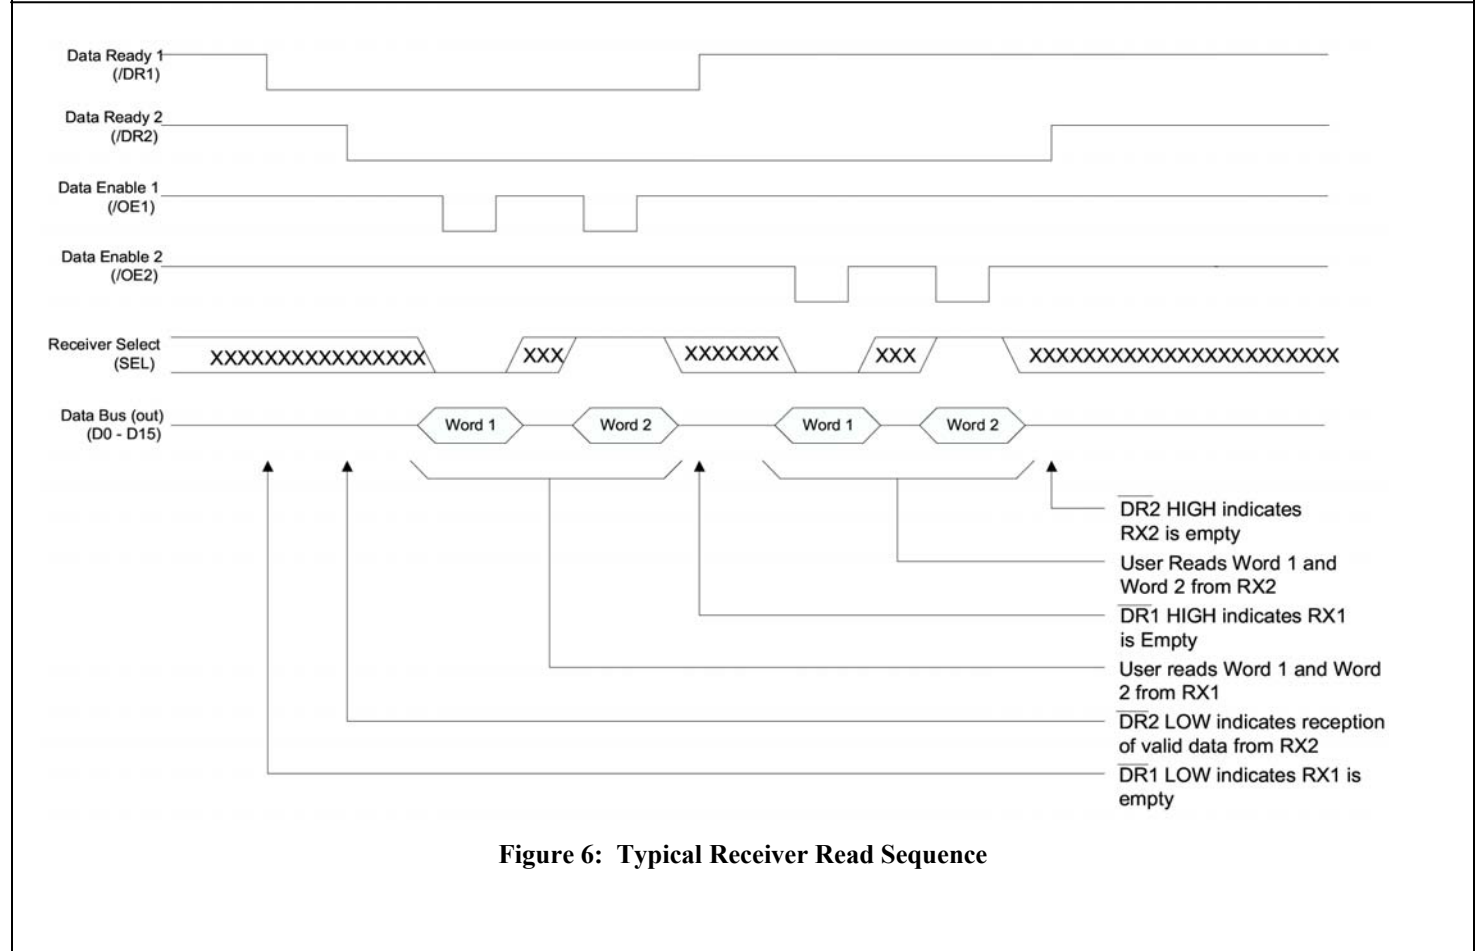 Data Ready 1
(/DR1)
Data Ready 2
(/DR2)
Data Enable 1
(/OE1)
Data Enable 2
(/OE2)
Receiver Select
(SEL)
XXXXXXXXXXXXXXXX
XXX
XXXXXXX
XXX
XXXXXXXXXXXXXXXXXXXXXXX
Data Bus (out)
(D0 - D15)
Word 1
Word 2
Word 1
Word 2
D̅R̅2 HIGH indicates
RX2 is empty
User Reads Word 1 and
Word 2 from RX2
D̅R̅1 HIGH indicates RX1
is Empty
User reads Word 1 and Word
2 from RX1
D̅R̅2 LOW indicates reception
of valid data from RX2
D̅R̅1 LOW indicates RX1 is
empty
Figure 6: Typical Receiver Read Sequence